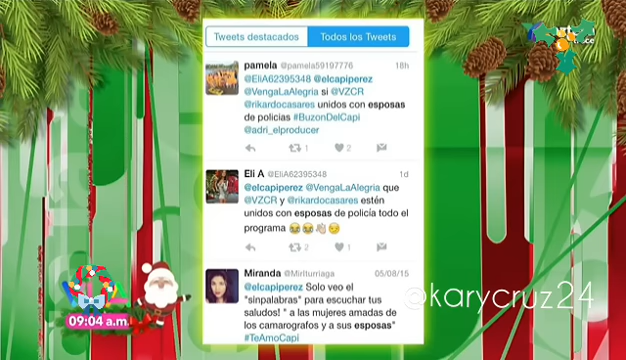 Tweets destacados
Todos los Tweets
pamela @pamela59197776 18h
@EliA62395348 @elcapiperez
@VengaLaAlegria si @VZCR
@rikardocasares unidos con esposas
de policias #BuzonDelCapi
@adri_elproducer
1 2
Eli A @EliA62395348 1d
@elcapiperez @VengaLaAlegria que
@VZCR y @rikardocasares estén
unidos con esposas de policía todo el
programa 😂😂👏😏
2 1
Miranda @Miriturriaga 05/08/15
@elcapiperez Solo veo el
"sinpalabras" para escuchar tus
saludos! " a las mujeres amadas de
los camarografos y a sus esposas"
#TeAmoCapi
@karycruz24
09:04 a.m.